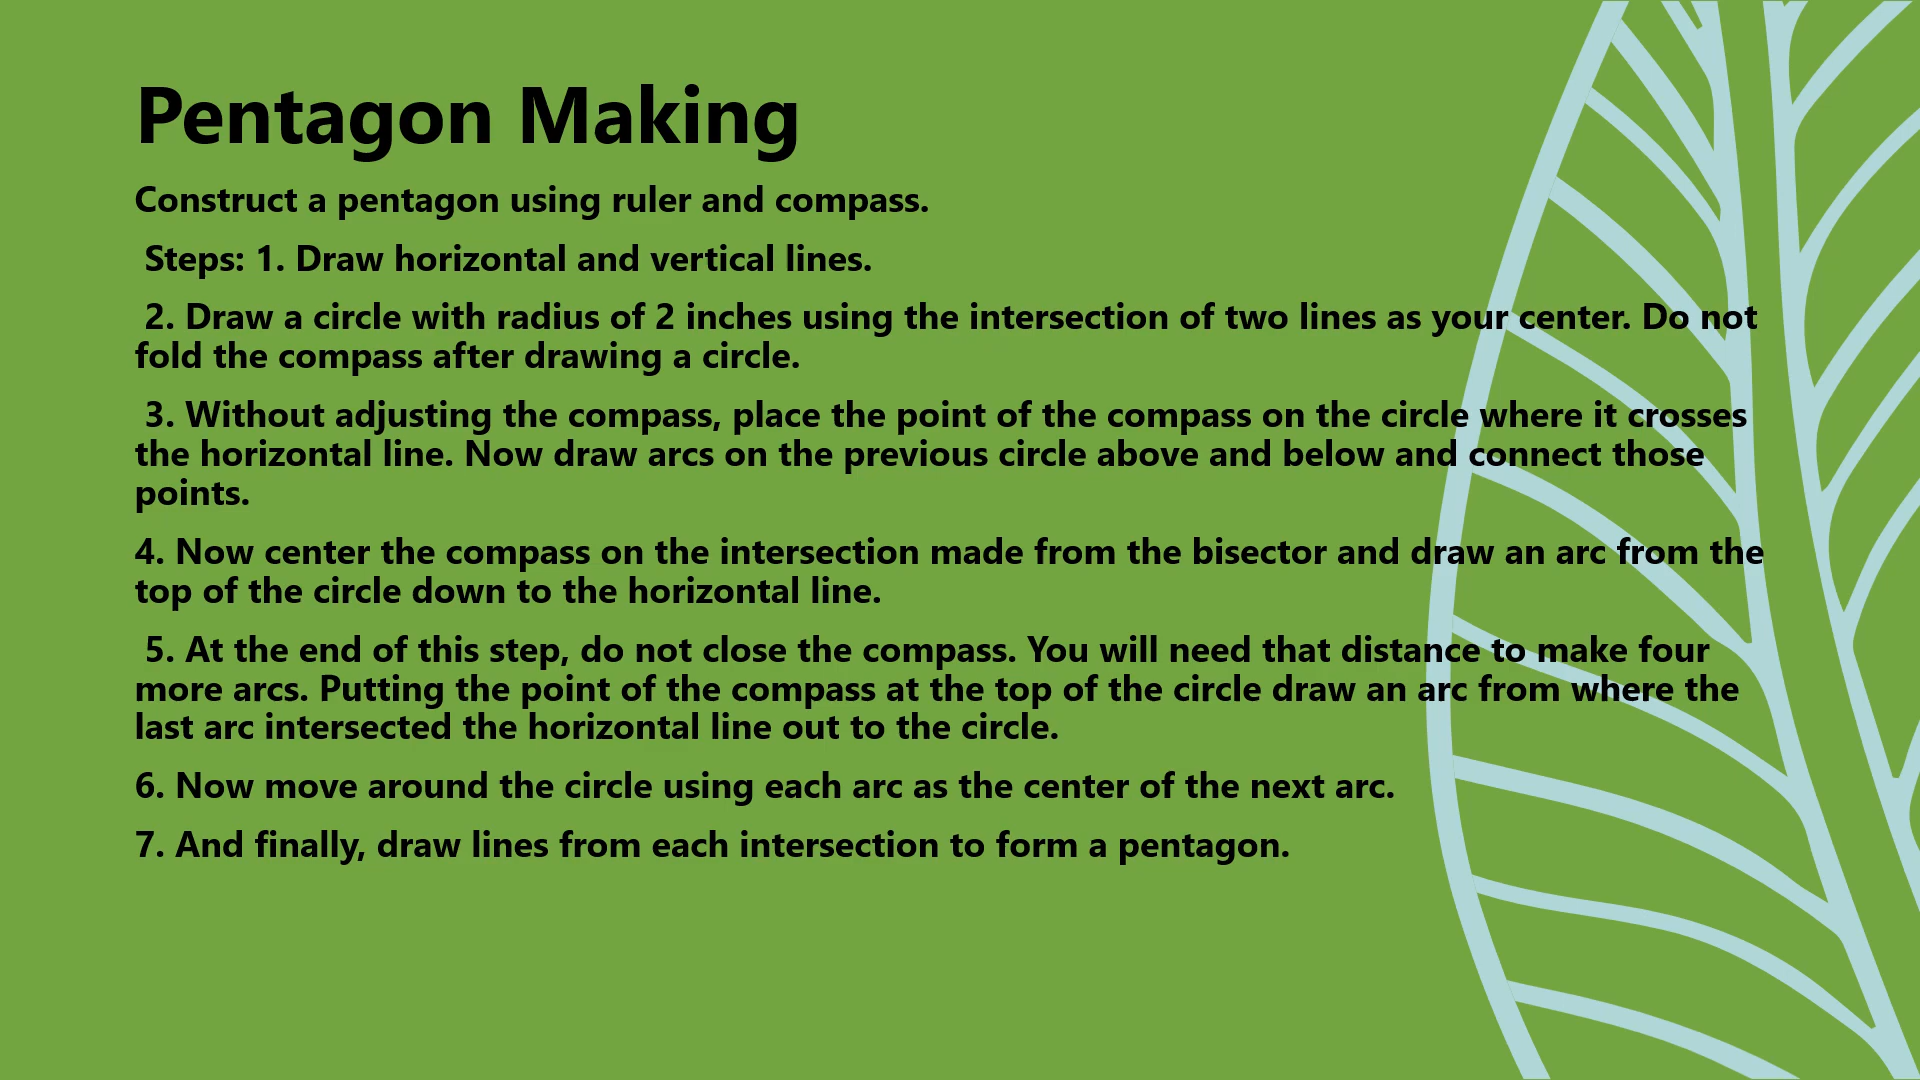 Pentagon Making
Construct a pentagon using ruler and compass.
Steps: 1. Draw horizontal and vertical lines.
2. Draw a circle with radius of 2 inches using the intersection of two lines as your center. Do not
fold the compass after drawing a circle.
3. Without adjusting the compass, place the point of the compass on the circle where it crosses
the horizontal line. Now draw arcs on the previous circle above and below and connect those
points.
4. Now center the compass on the intersection made from the bisector and draw an arc from the
top of the circle down to the horizontal line.
5. At the end of this step, do not close the compass. You will need that distance to make four
more arcs. Putting the point of the compass at the top of the circle draw an arc from where the
last arc intersected the horizontal line out to the circle.
6. Now move around the circle using each arc as the center of the next arc.
7. And finally, draw lines from each intersection to form a pentagon.